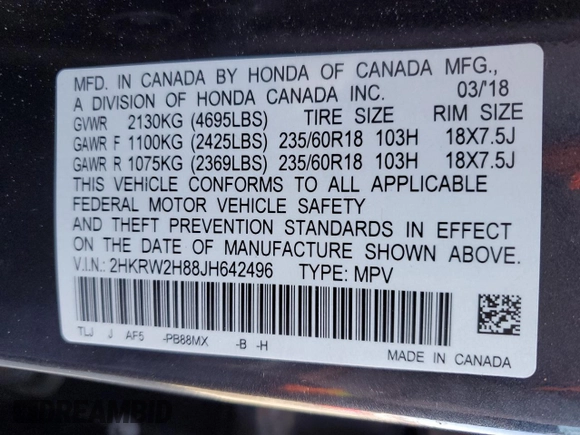 MFD. IN CANADA BY HONDA OF CANADA MFG.,
A DIVISION OF HONDA CANADA INC. 03/'18
GVWR 2130KG (4695LBS) TIRE SIZE RIM SIZE
GAWR F 1100KG (2425LBS) 235/60R18 103H 18X7.5J
GAWR R 1075KG (2369LBS) 235/60R18 103H 18X7.5J
THIS VEHICLE CONFORMS TO ALL APPLICABLE
FEDERAL MOTOR VEHICLE SAFETY
AND THEFT PREVENTION STANDARDS IN EFFECT
ON THE DATE OF MANUFACTURE SHOWN ABOVE.
V.I.N.: 2HKRW2H88JH642496 TYPE: MPV
TLJ J AF5 -PB88MX -B -H
MADE IN CANADA
DREAMBID